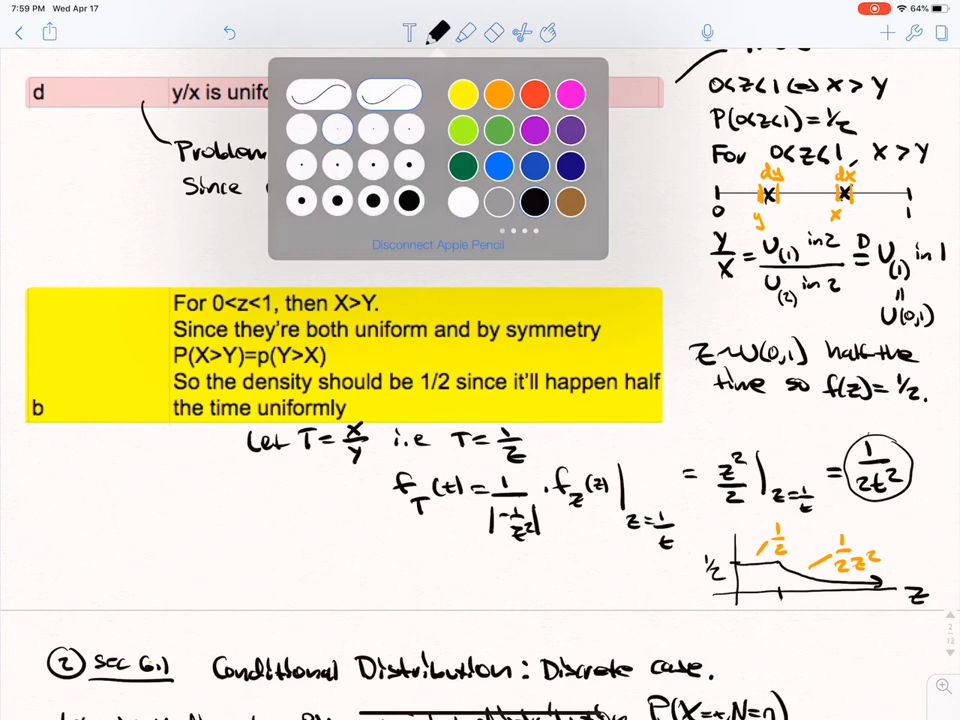 7:59 PM Wed Apr 17
64%
d
y/x is unifo
Problem
Since
0<z<1 ⇔ X > Y
P(0<z<1) = 1/2
For 0<z<1, X > Y
dy dx
0 y x 1
Y/X = U(1) in 2 / U(2) in 2 =D U(1) in 1
=
U(0,1)
Z~U(0,1) half the
time so f(z) = 1/2.
Disconnect Apple Pencil
b
For 0<z<1, then X>Y.
Since they're both uniform and by symmetry
P(X>Y)=p(Y>X)
So the density should be 1/2 since it'll happen half
the time uniformly
Let T = X/Y i.e T = 1/Z
f_T(t) = 1/|-1/z²| · f_Z(z) | z=1/t = z²/2 | z=1/t = 1/2t²
1/2 1/2 1/2z²
z
2
12
② sec 6.1 Conditional Distribution : Discrete case.
P(X=x, N=n)